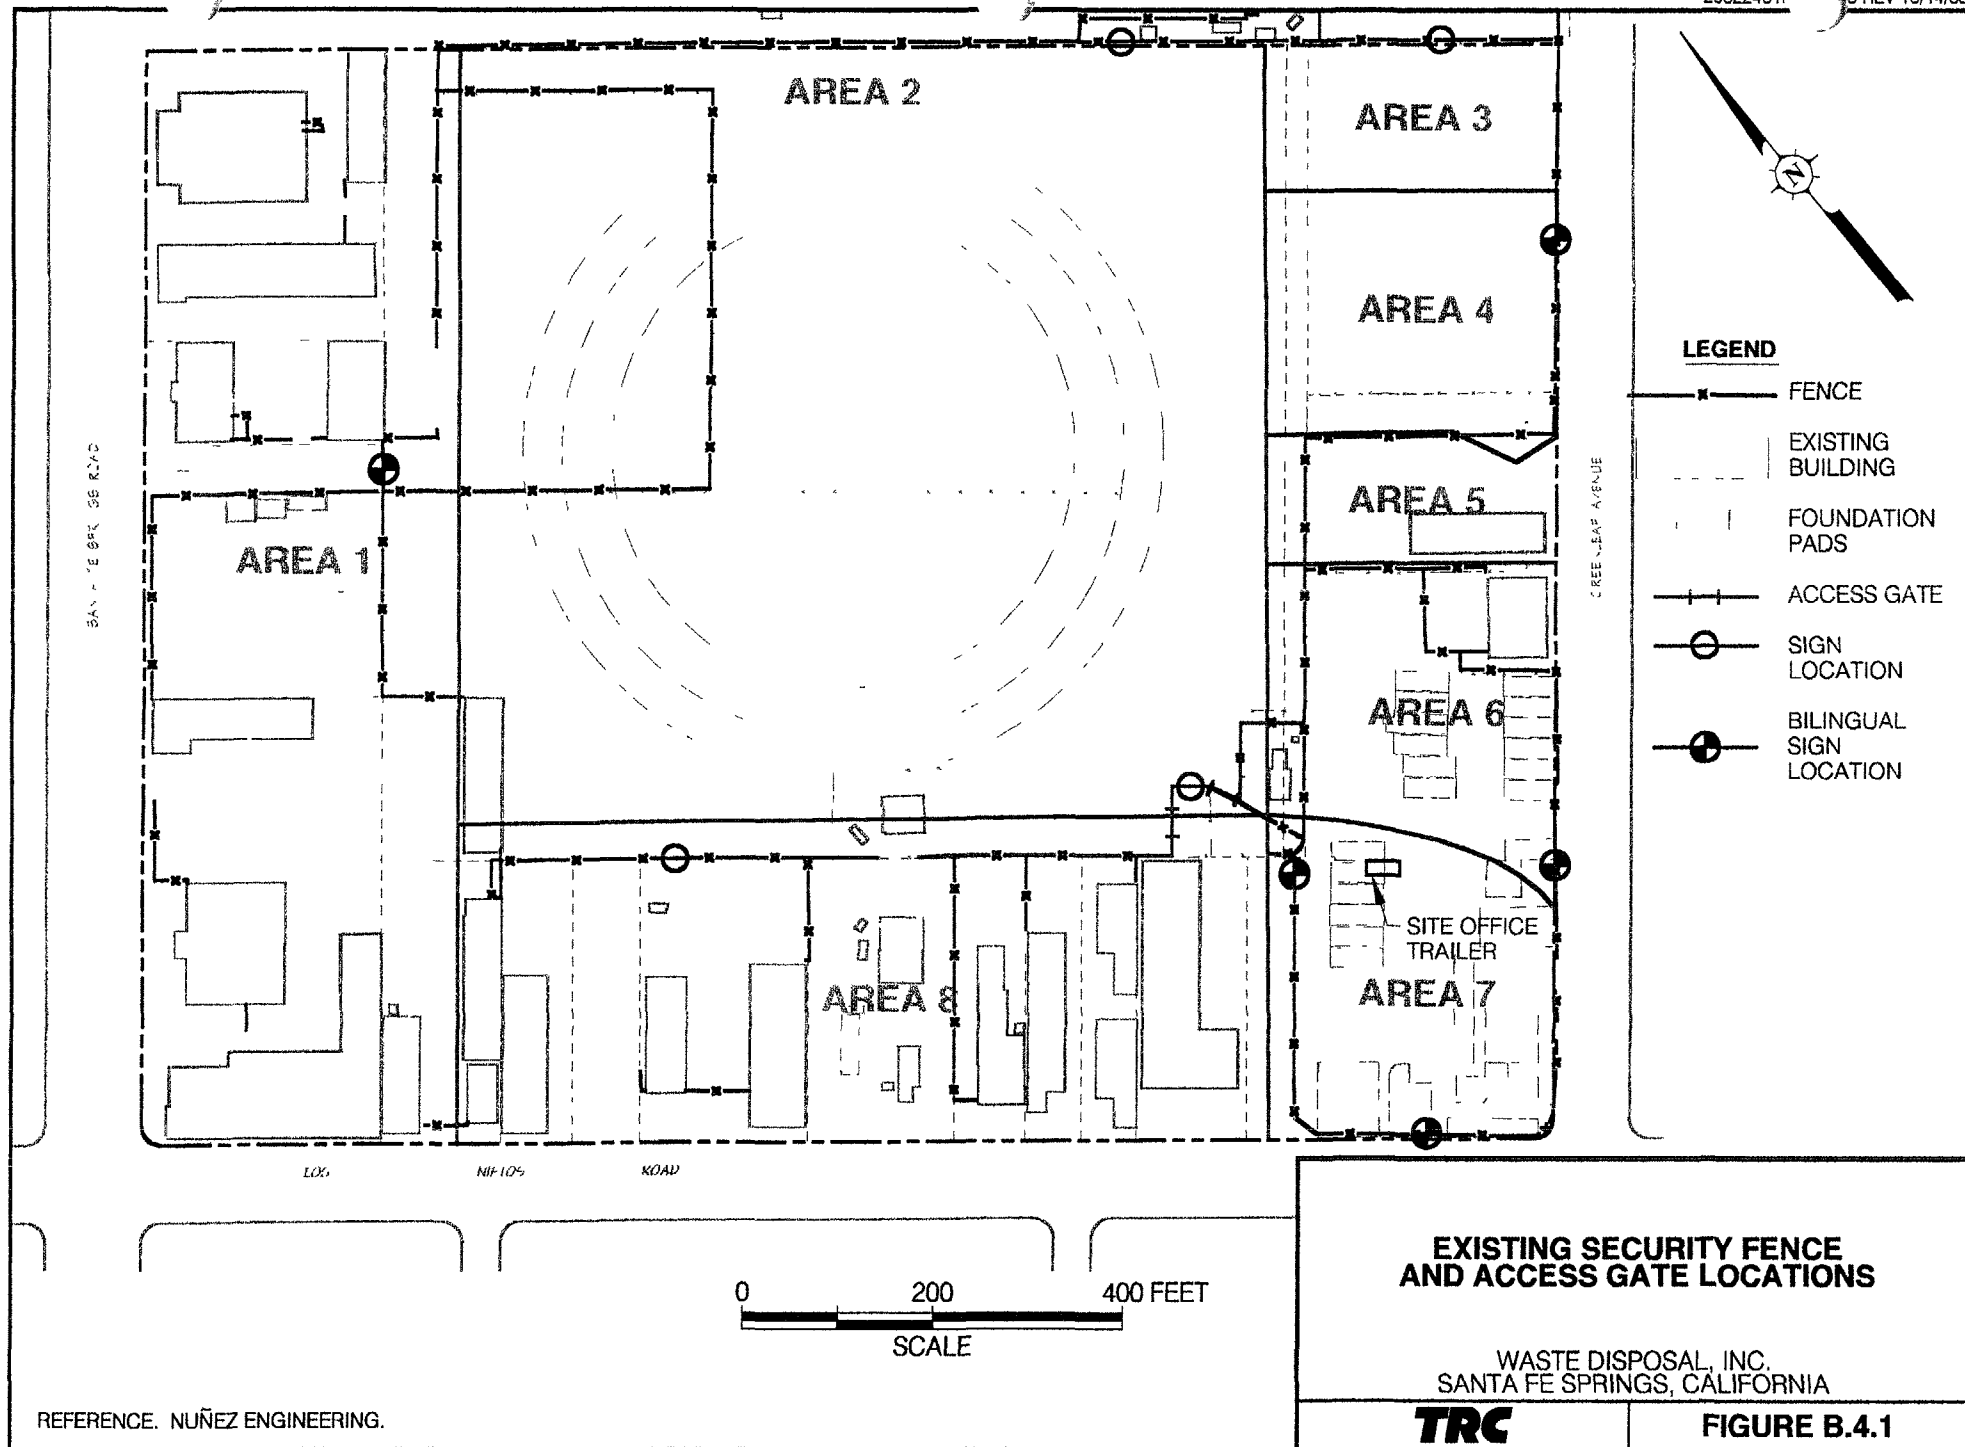 AREA 2
AREA 3
AREA 4
AREA 5
AREA 1
AREA 6
SITE OFFICE
TRAILER
AREA 8
AREA 7
N
LEGEND
FENCE
EXISTING
BUILDING
FOUNDATION
PADS
ACCESS GATE
SIGN
LOCATION
BILINGUAL
SIGN
LOCATION
AVENUE
ROAD
0 200 400 FEET
SCALE
REFERENCE. NUÑEZ ENGINEERING.
EXISTING SECURITY FENCE
AND ACCESS GATE LOCATIONS
WASTE DISPOSAL, INC.
SANTA FE SPRINGS, CALIFORNIA
TRC
FIGURE B.4.1